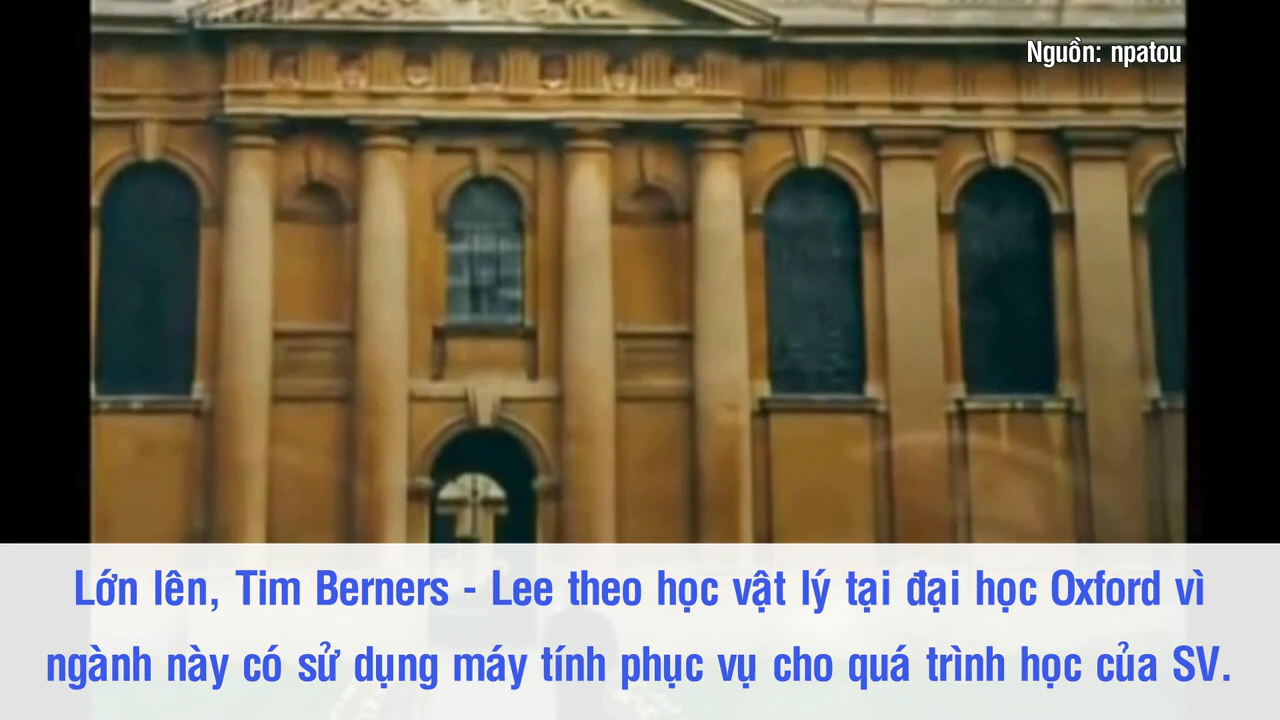 Nguồn: npatou
Lớn lên, Tim Berners - Lee theo học vật lý tại đại học Oxford vì
ngành này có sử dụng máy tính phục vụ cho quá trình học của SV.